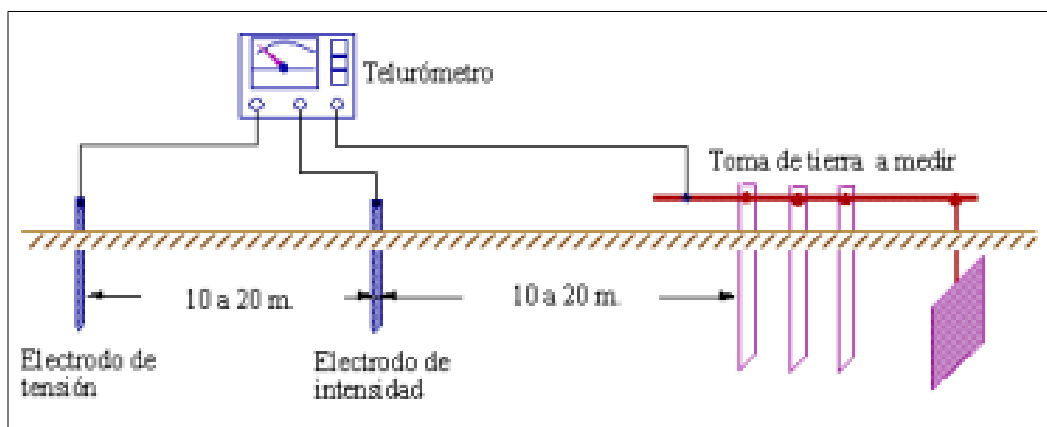 Telurómetro
Toma de tierra a medir
10 a 20 m.
10 a 20 m.
Electrodo de
tensión
Electrodo de
intensidad